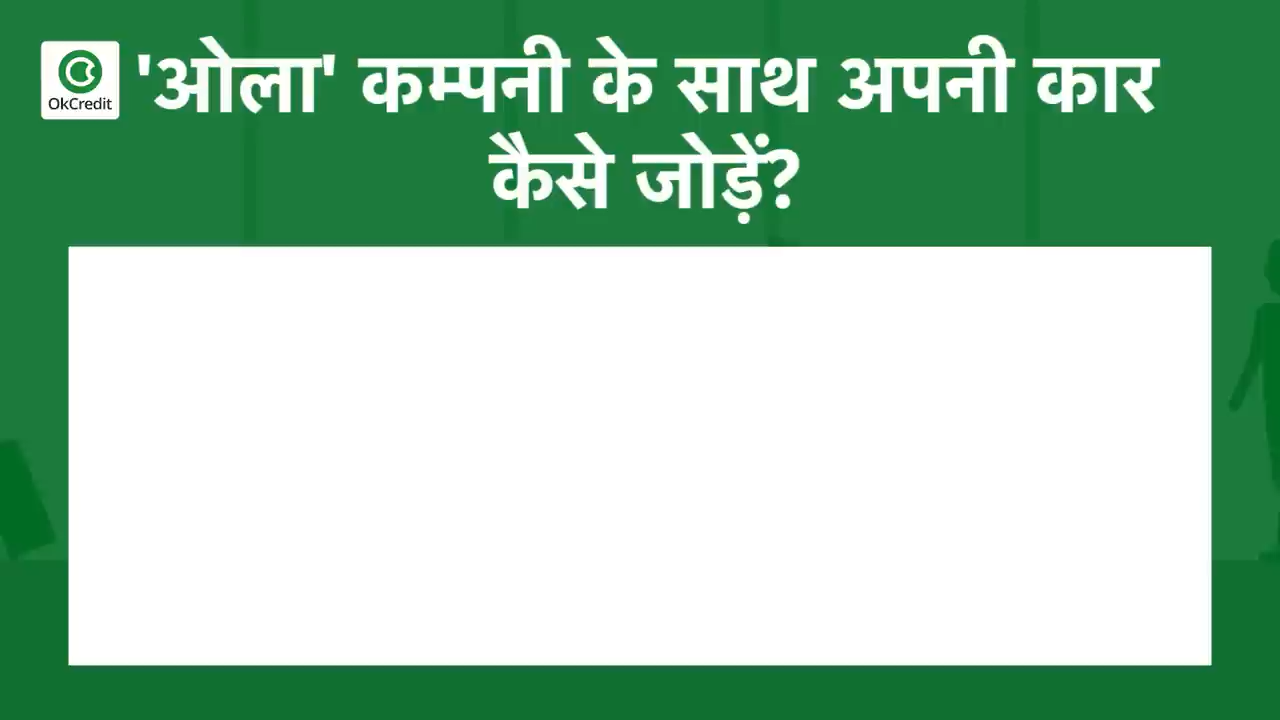 OkCredit
'ओला' कम्पनी के साथ अपनी कार
कैसे जोड़ें?